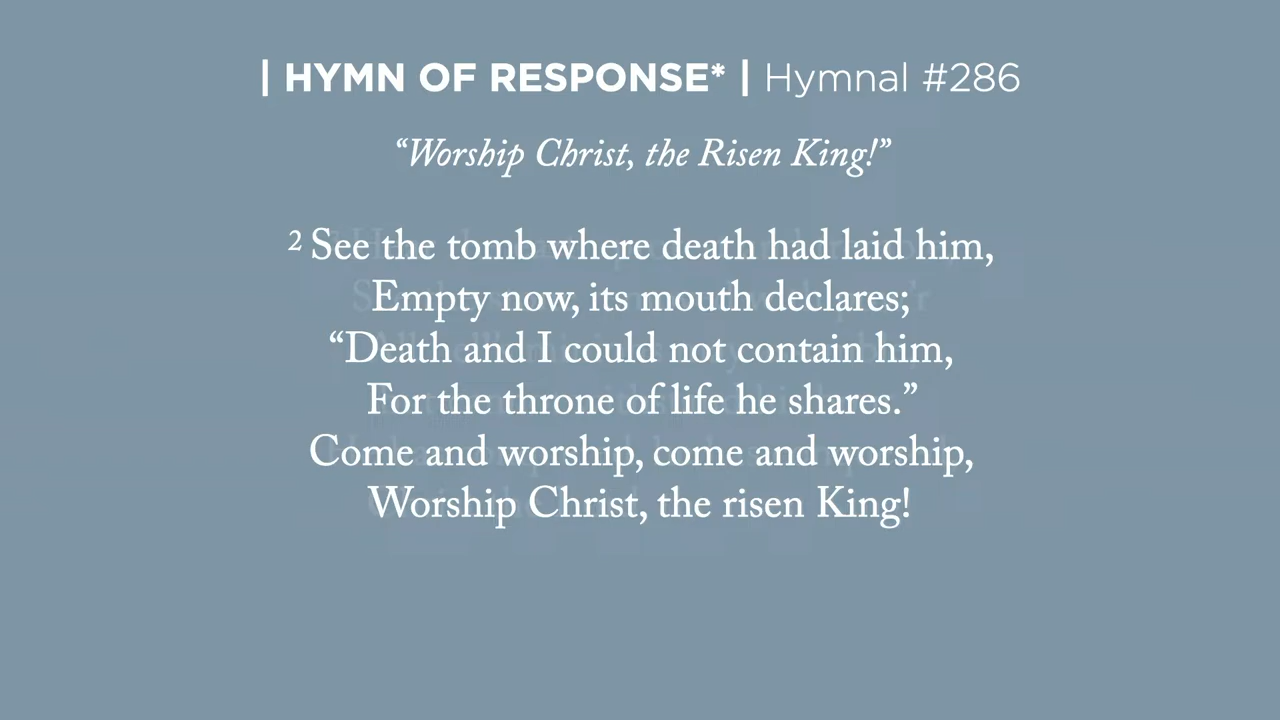 | HYMN OF RESPONSE* | Hymnal #286
“Worship Christ, the Risen King!”
2 See the tomb where death had laid him,
Empty now, its mouth declares;
“Death and I could not contain him,
For the throne of life he shares.”
Come and worship, come and worship,
Worship Christ, the risen King!